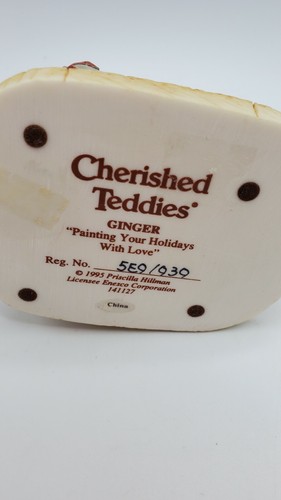 Cherished
Teddies®
GINGER
"Painting Your Holidays
With Love"
Reg. No. 5E0/030
© 1995 Priscilla Hillman
Licensee Enesco Corporation
141127
China